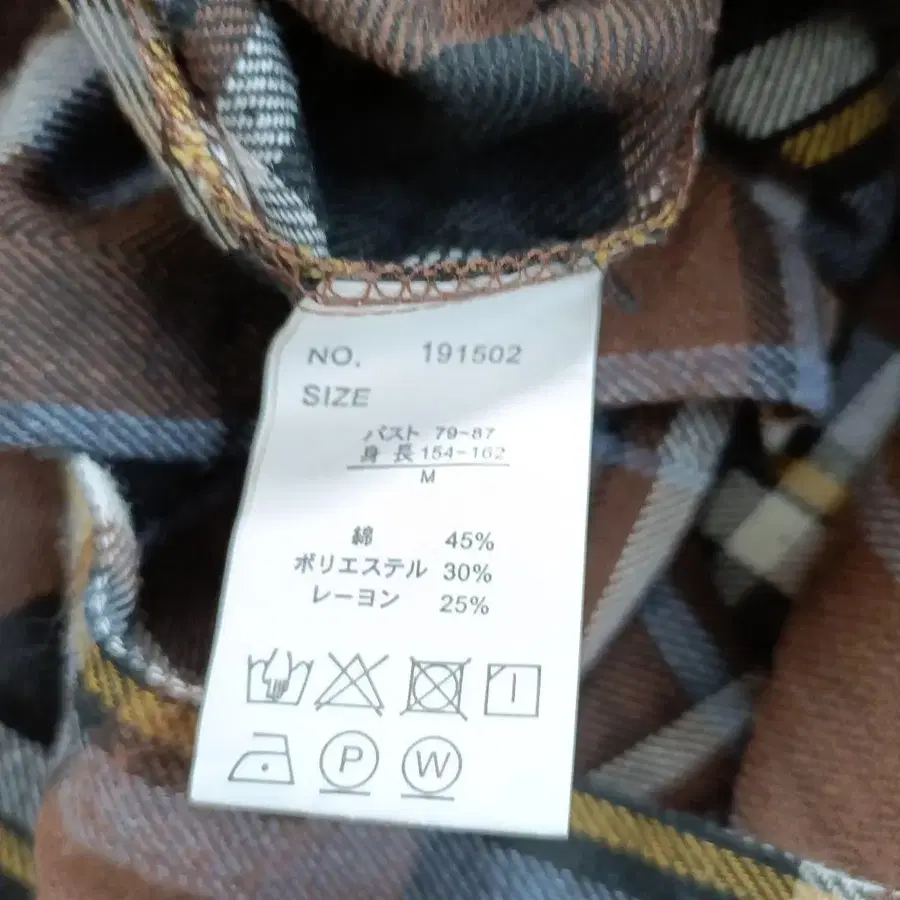 NO. 191502
SIZE
バスト 79-87
身長 154-162
M
綿 45%
ポリエステル 30%
レーヨン 25%
P W